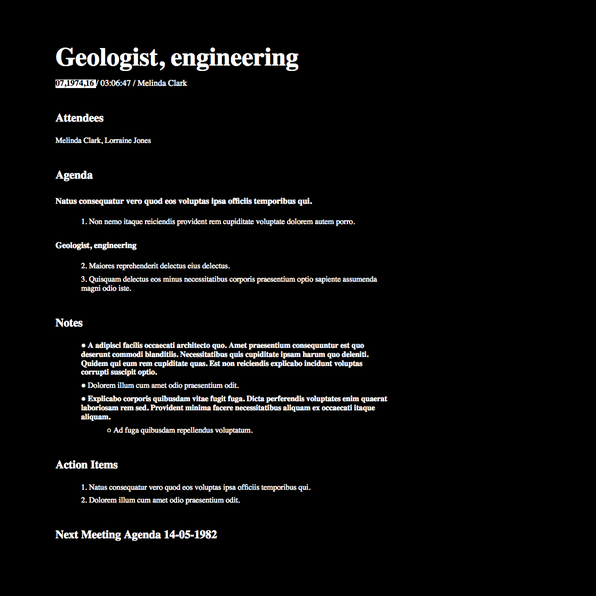 Geologist, engineering
07,1974,16 / 03:06:47 / Melinda Clark
Attendees
Melinda Clark, Lorraine Jones
Agenda
Natus consequatur vero quod eos voluptas ipsa officiis temporibus qui.
1. Non nemo itaque reiciendis provident rem cupiditate voluptate dolorem autem porro.
Geologist, engineering
2. Maiores reprehenderit delectus eius delectus.
3. Quisquam delectus eos minus necessitatibus corporis praesentium optio sapiente assumenda
magni odio iste.
Notes
● A adipisci facilis occaecati architecto quo. Amet praesentium consequuntur est quo
deserunt commodi blanditiis. Necessitatibus quis cupiditate ipsam harum quo deleniti.
Quidem qui eum rem cupiditate quas. Est non reiciendis explicabo incidunt voluptas
corrupti suscipit optio.
● Dolorem illum cum amet odio praesentium odit.
● Explicabo corporis quibusdam vitae fugit fuga. Dicta perferendis voluptates enim quaerat
laboriosam rem sed. Provident minima facere necessitatibus aliquam ex occaecati itaque
aliquam.
○ Ad fuga quibusdam repellendus voluptatum.
Action Items
1. Natus consequatur vero quod eos voluptas ipsa officiis temporibus qui.
2. Dolorem illum cum amet odio praesentium odit.
Next Meeting Agenda 14-05-1982